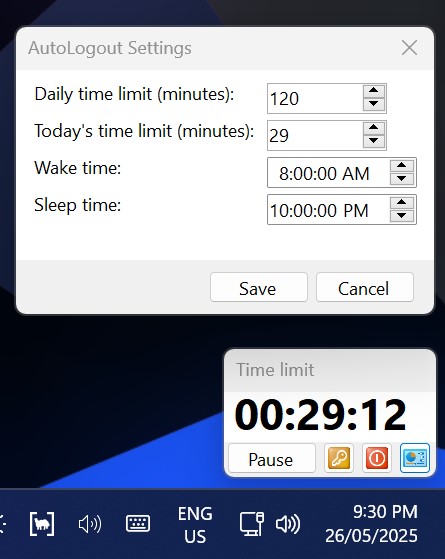 AutoLogout Settings
Daily time limit (minutes): 120
Today's time limit (minutes): 29
Wake time: 8:00:00 AM
Sleep time: 10:00:00 PM
Save Cancel
Time limit
00:29:12
Pause
ENG
US
9:30 PM
26/05/2025